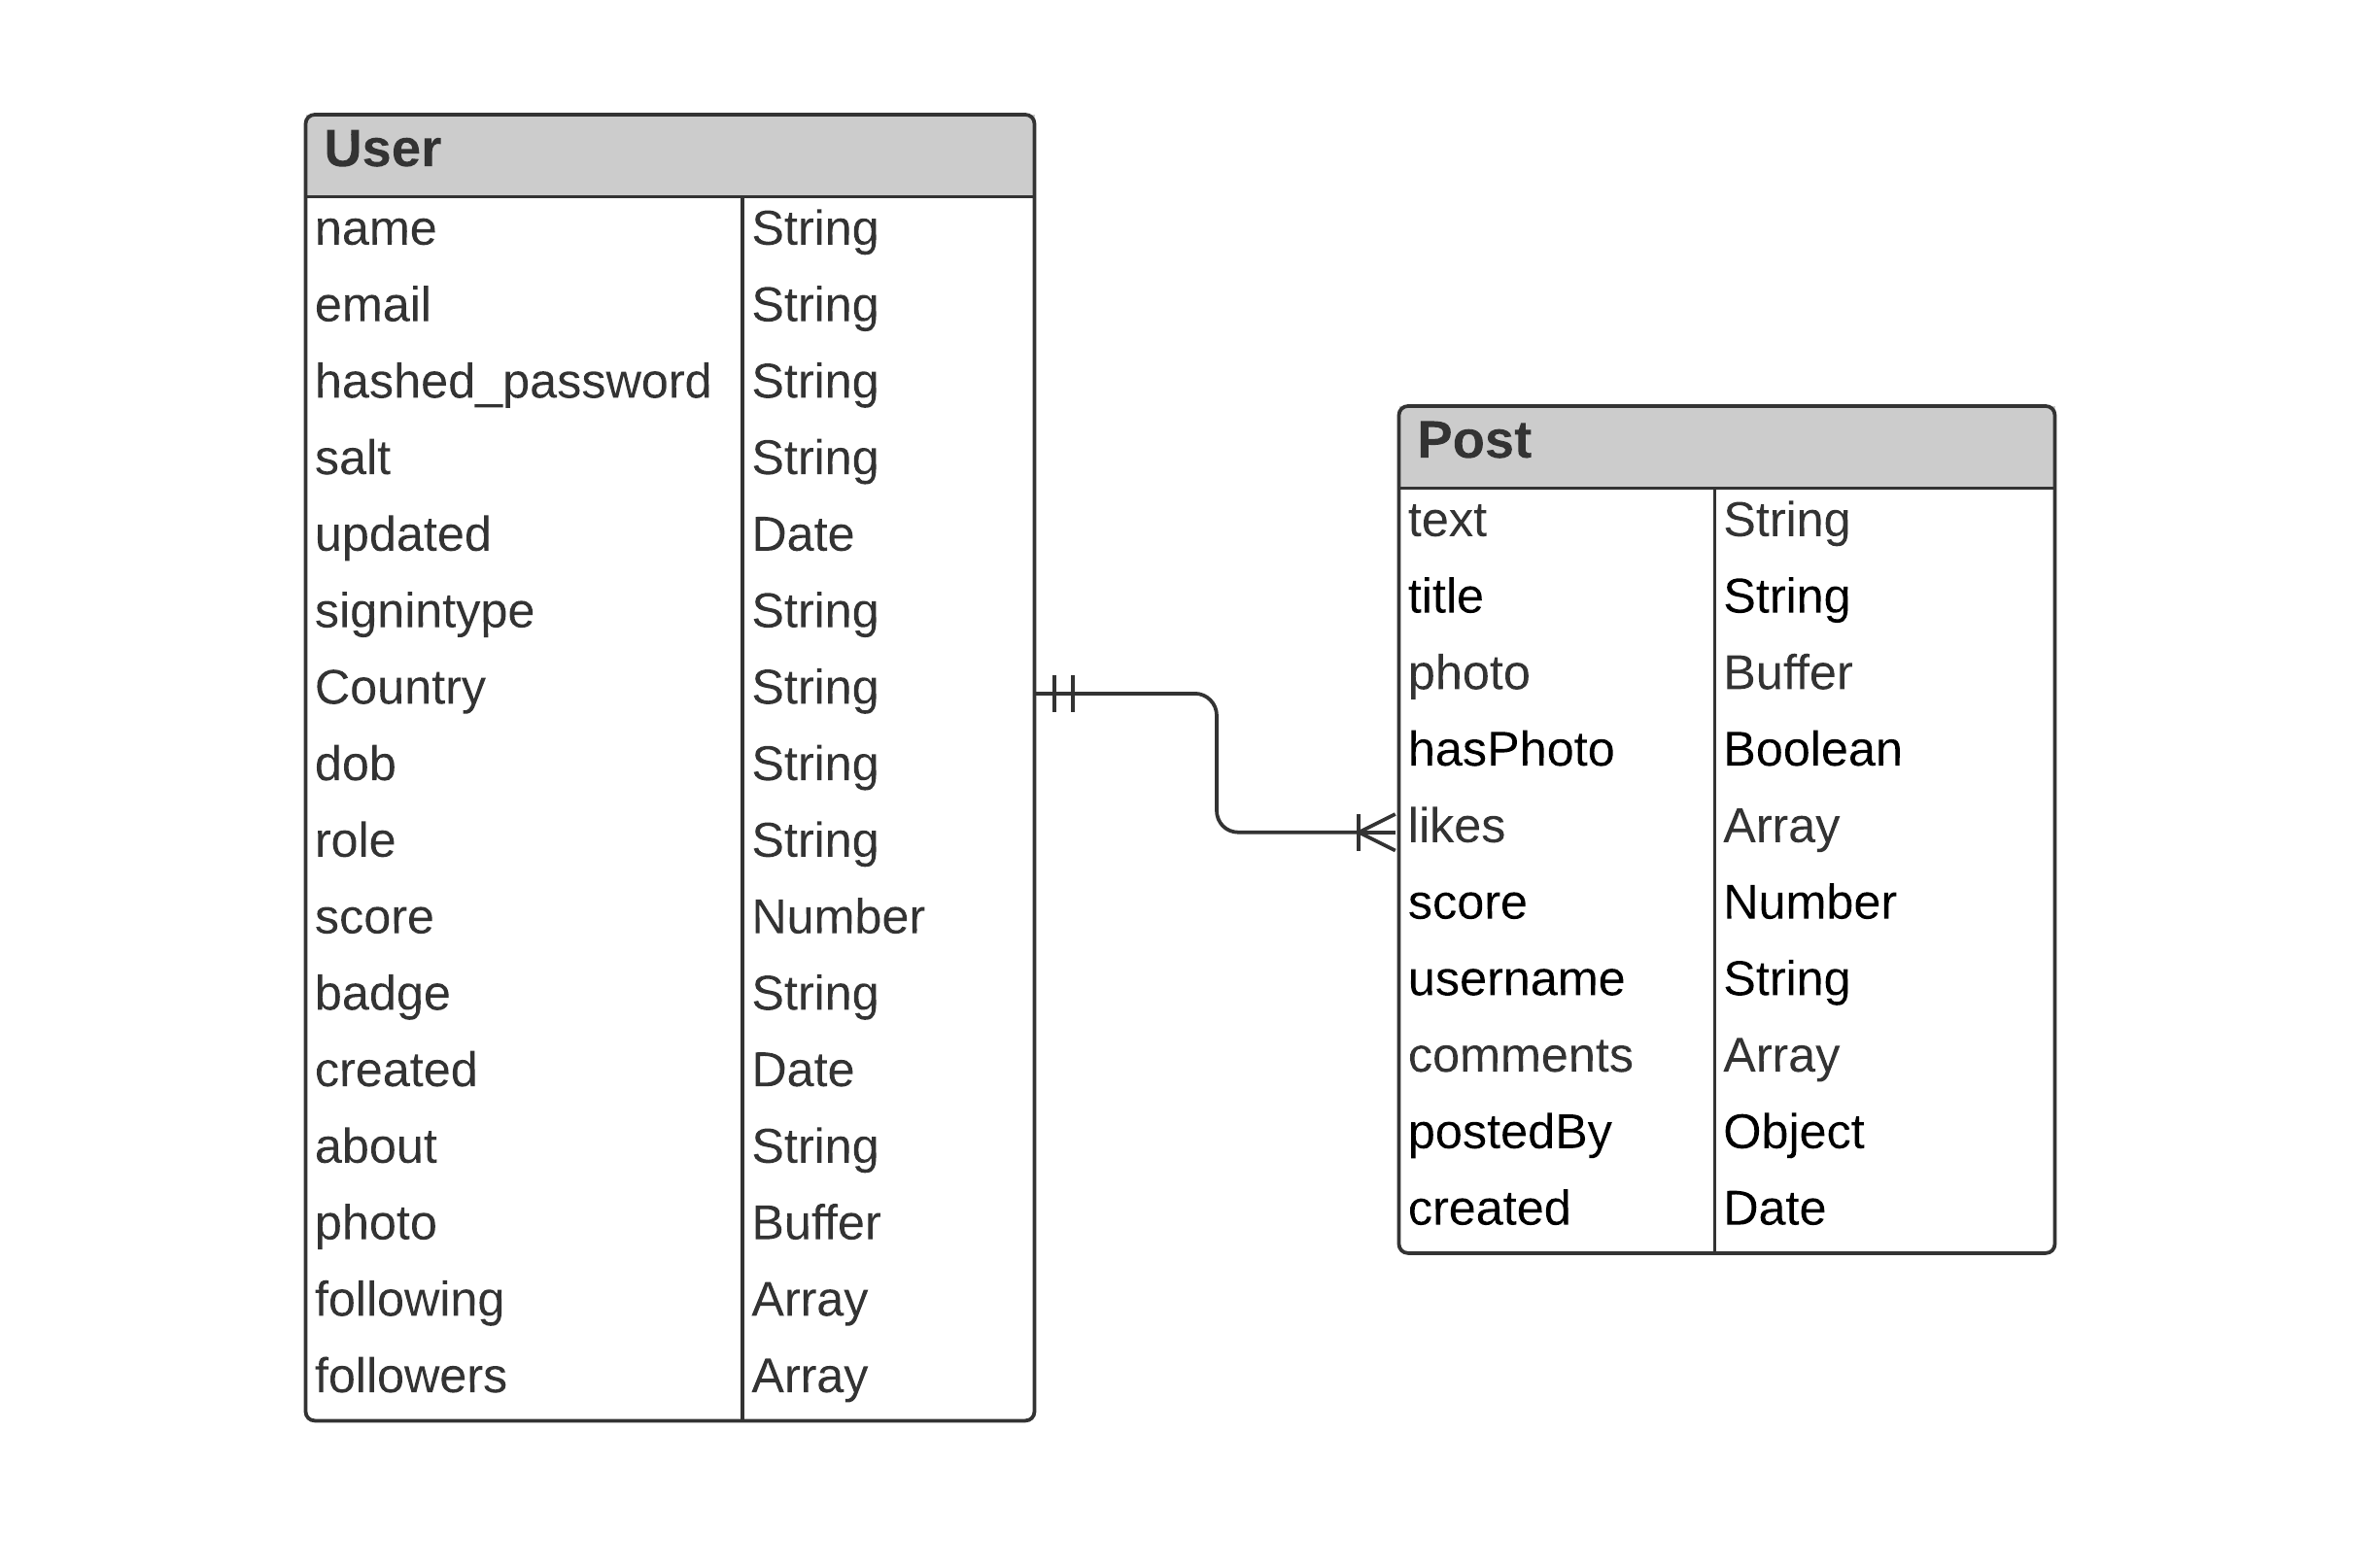 User
name String
email String
hashed_password String
salt String
updated Date
signintype String
Country String
dob String
role String
score Number
badge String
created Date
about String
photo Buffer
following Array
followers Array
Post
text String
title String
photo Buffer
hasPhoto Boolean
likes Array
score Number
username String
comments Array
postedBy Object
created Date